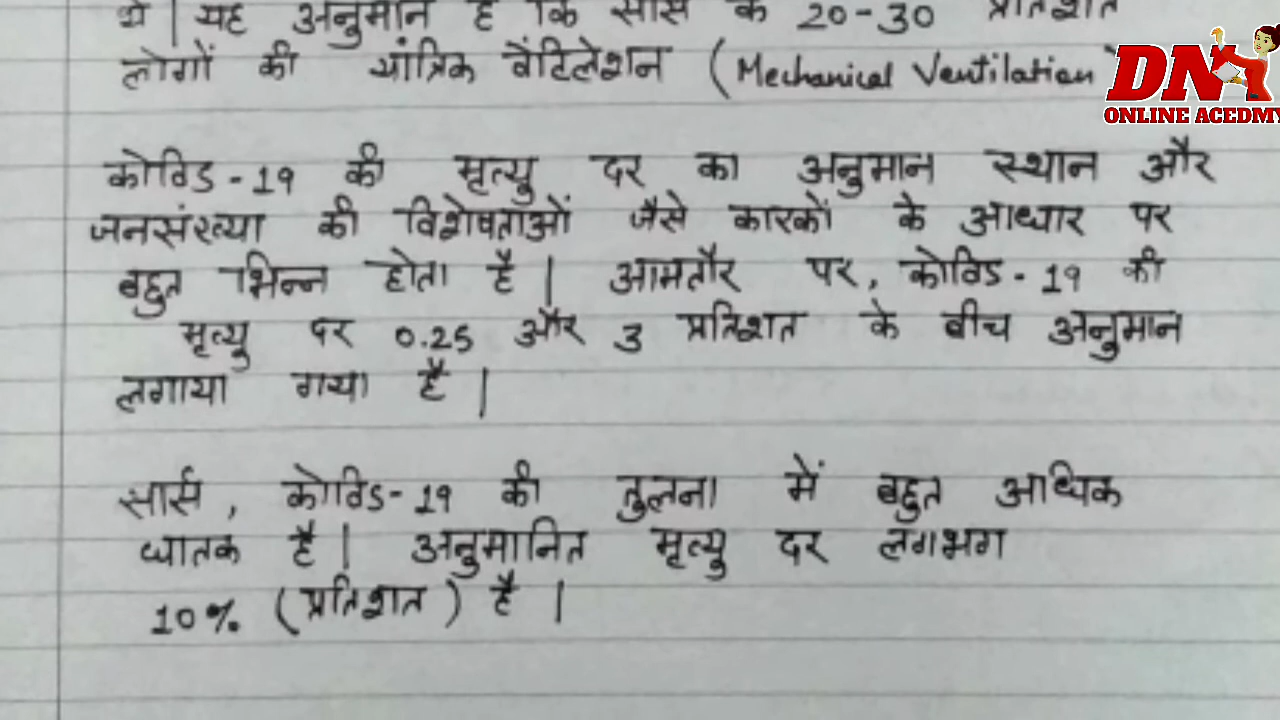 थे | यह अनुमान है कि सार्स के 20-30 प्रतिशत
लोगों की यांत्रिक वेंटिलेशन (Mechanical Ventilation
कोविड-19 की मृत्यु दर का अनुमान स्थान और
जनसंख्या की विशेषताओं जैसे कारकों के आधार पर
बहुत भिन्न होता है | आमतौर पर, कोविड-19 की
मृत्यु दर 0.25 और 3 प्रतिशत के बीच अनुमान
लगाया गया है |
सार्स, कोविड-19 की तुलना में बहुत अधिक
घातक है | अनुमानित मृत्यु दर लगभग
10% (प्रतिशत) है |
DN
ONLINE ACEDMY